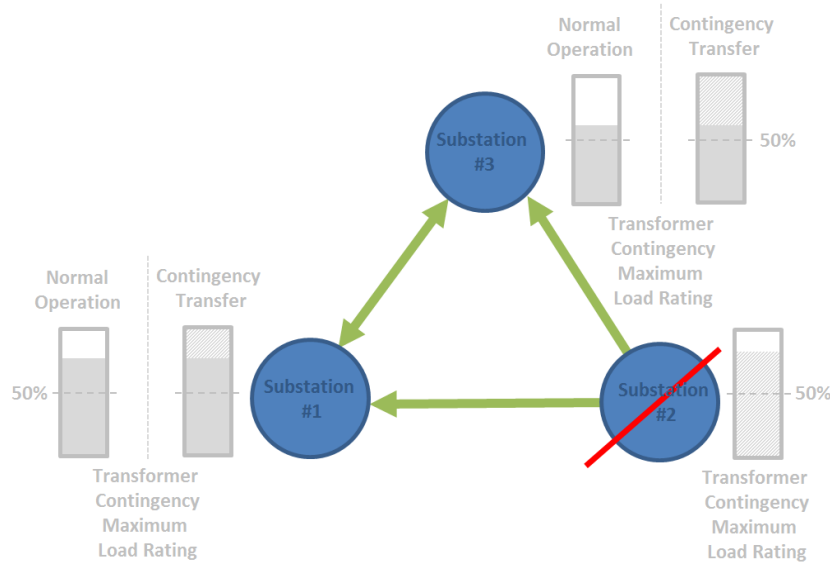 Normal
Operation
Contingency
Transfer
50%
Substation
#3
Transformer
Contingency
Maximum
Load Rating
Normal
Operation
Contingency
Transfer
50%
Substation
#1
Transformer
Contingency
Maximum
Load Rating
Substation
#2
50%
Transformer
Contingency
Maximum
Load Rating